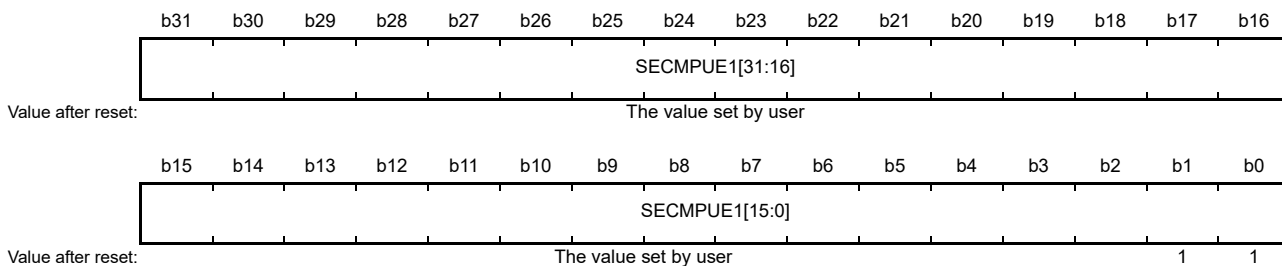 b31 b30 b29 b28 b27 b26 b25 b24 b23 b22 b21 b20 b19 b18 b17 b16
SECMPUE1[31:16]
Value after reset: The value set by user
b15 b14 b13 b12 b11 b10 b9 b8 b7 b6 b5 b4 b3 b2 b1 b0
SECMPUE1[15:0]
Value after reset: The value set by user 1 1